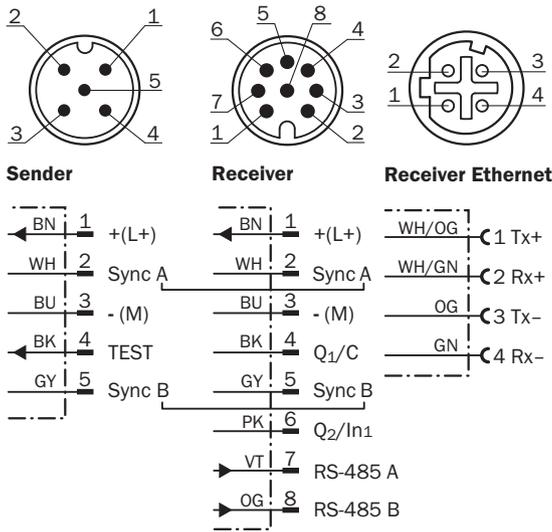 2 1
5
3 4
5 8
6 4
7 3
1 2
2 3
1 4
Sender
Receiver
Receiver Ethernet
BN 1 +(L+)
WH 2 Sync A
BU 3 - (M)
BK 4 TEST
GY 5 Sync B
BN 1 +(L+)
WH 2 Sync A
BU 3 - (M)
BK 4 Q1/C
GY 5 Sync B
PK 6 Q2/In1
VT 7 RS-485 A
OG 8 RS-485 B
WH/OG 1 Tx+
WH/GN 2 Rx+
OG 3 Tx–
GN 4 Rx–